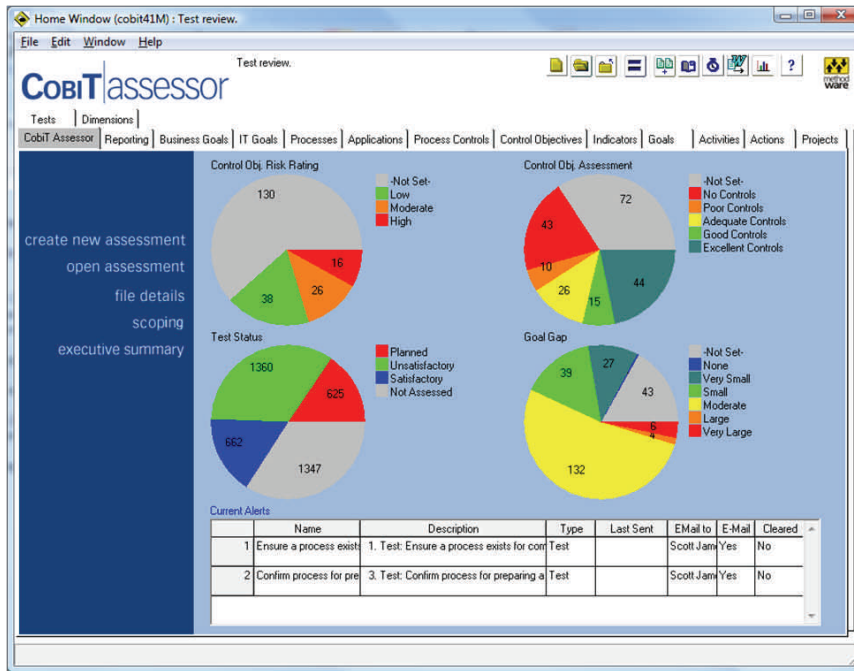 Home Window (cobit41M) : Test review.
File Edit Window Help
Test review.
COBIT assessor
method ware
Tests Dimensions
CobiT Assessor Reporting Business Goals IT Goals Processes Applications Process Controls Control Objectives Indicators Goals Activities Actions Projects
create new assessment
open assessment
file details
scoping
executive summary
Control Obj. Risk Rating
130
38
26
16
-Not Set-
Low
Moderate
High
Control Obj. Assessment
72
43
10
26
15
44
-Not Set-
No Controls
Poor Controls
Adequate Controls
Good Controls
Excellent Controls
Test Status
1360
625
662
1347
Planned
Unsatisfactory
Satisfactory
Not Assessed
Goal Gap
27
39
43
6
4
132
-Not Set-
None
Very Small
Small
Moderate
Large
Very Large
Current Alerts
Name Description Type Last Sent EMail to E-Mail Cleared
1 Ensure a process exists 1. Test: Ensure a process exists for com Test Scott Jam Yes No
2 Confirm process for pre 3. Test: Confirm process for preparing a Test Scott Jam Yes No